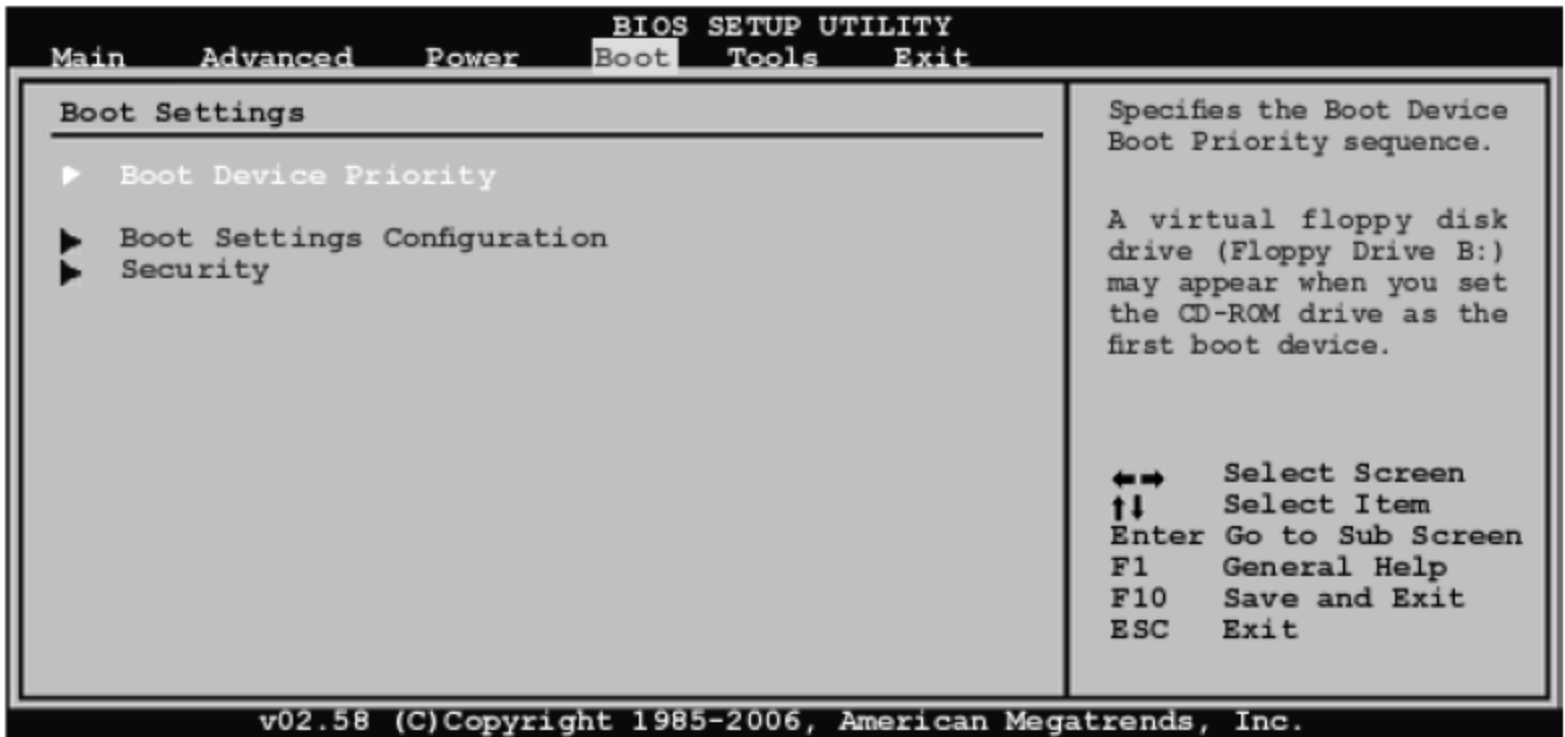 BIOS SETUP UTILITY
Main Advanced Power Boot Tools Exit
Boot Settings
Boot Device Priority
Boot Settings Configuration
Security
Specifies the Boot Device
Boot Priority sequence.
A virtual floppy disk
drive (Floppy Drive B:)
may appear when you set
the CD-ROM drive as the
first boot device.
Select Screen
Select Item
Enter Go to Sub Screen
F1 General Help
F10 Save and Exit
ESC Exit
v02.58 (C)Copyright 1985-2006, American Megatrends, Inc.